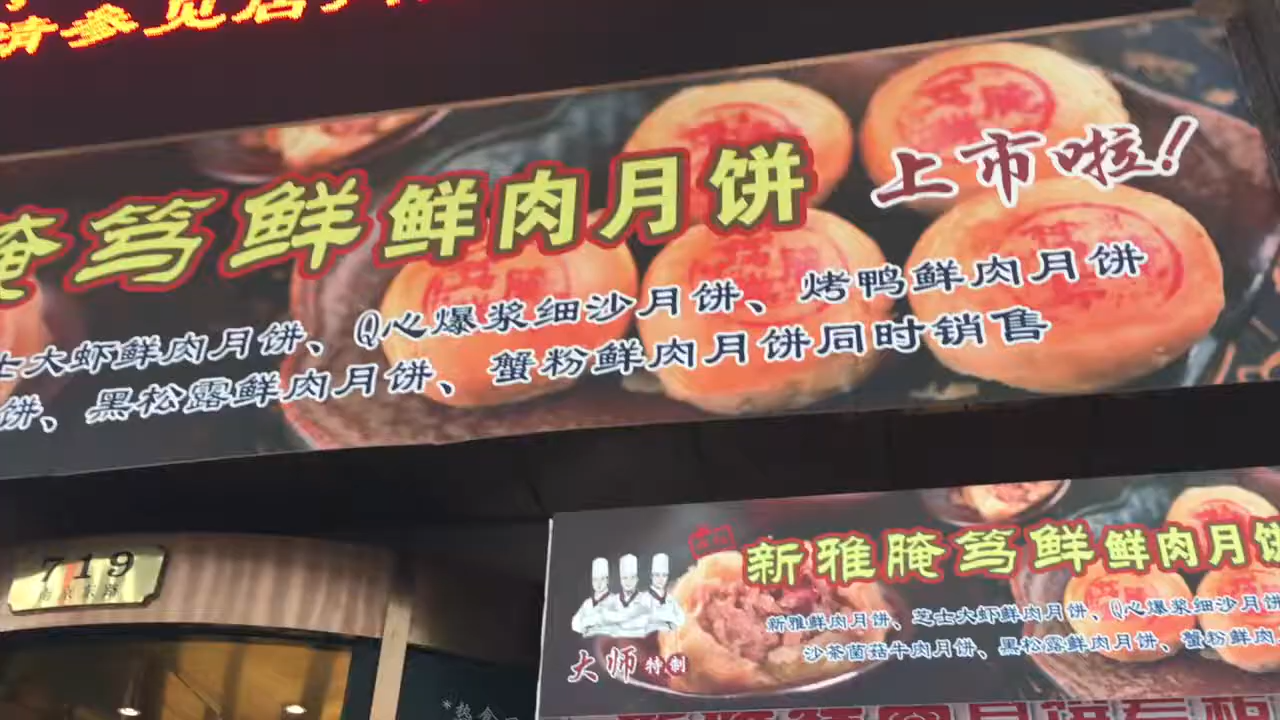 请参见店
腌笃鲜鲜肉月饼 上市啦!
士大虾鲜肉月饼、Q心爆浆细沙月饼、烤鸭鲜肉月饼
饼、黑松露鲜肉月饼、蟹粉鲜肉月饼同时销售
719
南京东路
新雅腌笃鲜鲜肉月饼
新雅鲜肉月饼、芝士大虾鲜肉月饼、Q心爆浆细沙月饼
沙茶菌菇牛肉月饼、黑松露鲜肉月饼、蟹粉鲜肉
大师特制